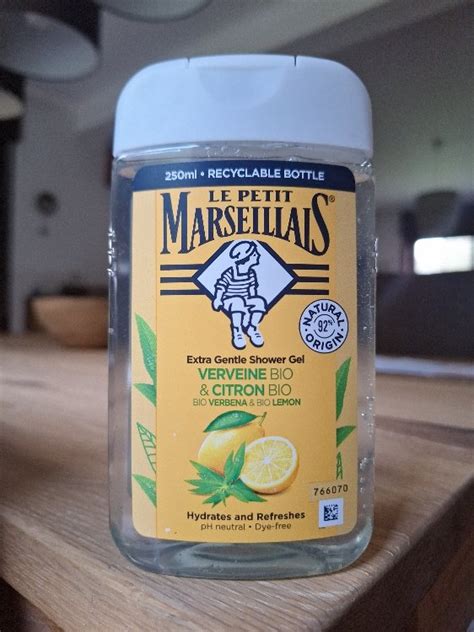 250ml • RECYCLABLE BOTTLE
LE PETIT
MARSEILLAIS®
NATURAL
92%
ORIGIN
Extra Gentle Shower Gel
VERVEINE BIO
& CITRON BIO
BIO VERBENA & BIO LEMON
766070
Hydrates and Refreshes
pH neutral • Dye-free